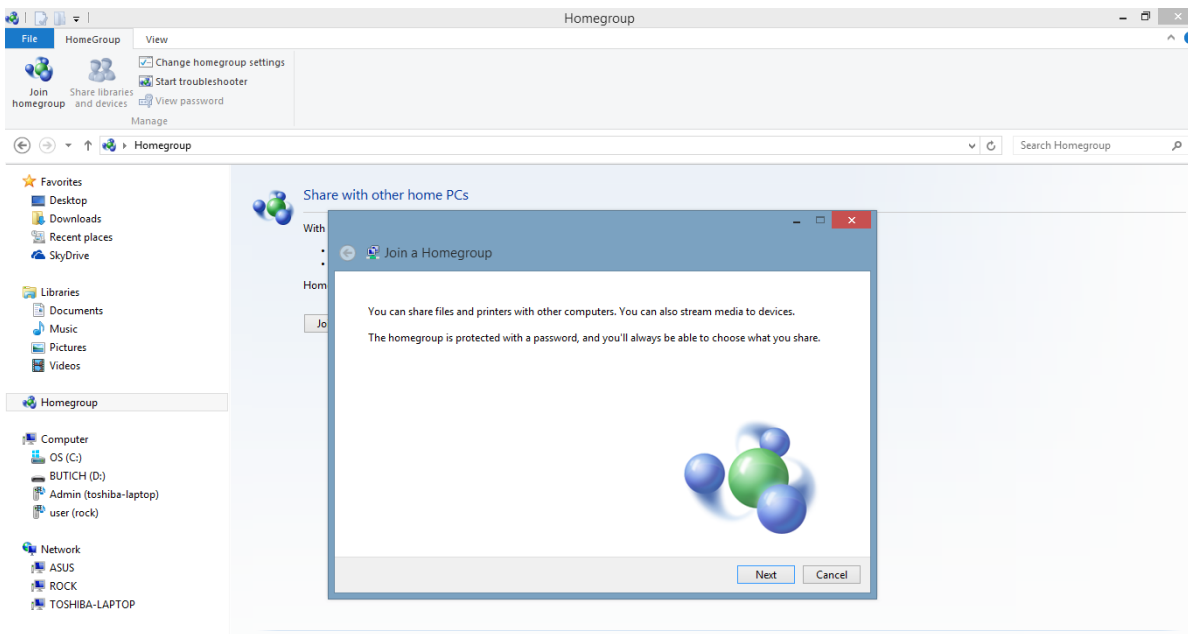 Homegroup
File HomeGroup View
Join homegroup
Share libraries and devices
Change homegroup settings
Start troubleshooter
View password
Manage
Homegroup
Search Homegroup
Favorites
Desktop
Downloads
Recent places
SkyDrive
Libraries
Documents
Music
Pictures
Videos
Homegroup
Computer
OS (C:)
BUTICH (D:)
Admin (toshiba-laptop)
user (rock)
Network
ASUS
ROCK
TOSHIBA-LAPTOP
Share with other home PCs
With
Hom
Jo
Join a Homegroup
You can share files and printers with other computers. You can also stream media to devices.
The homegroup is protected with a password, and you'll always be able to choose what you share.
Next Cancel